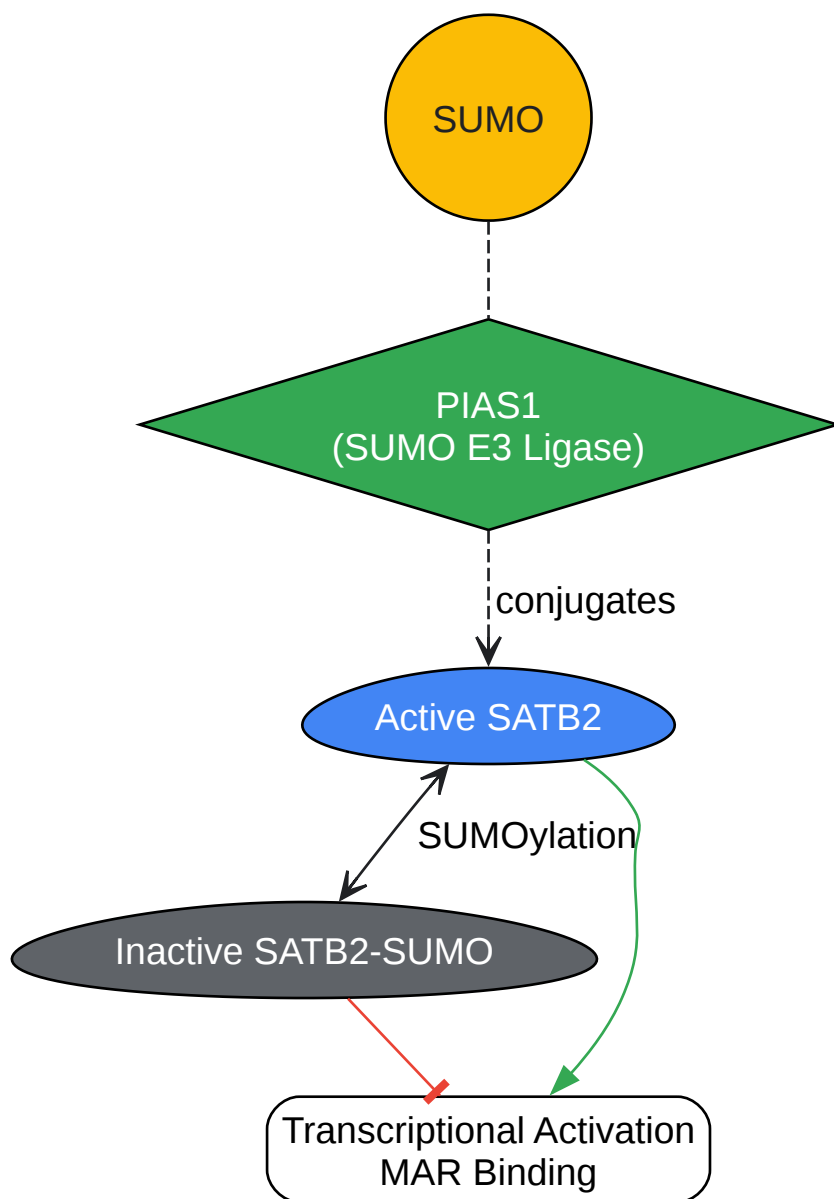 SUMO
PIAS1
(SUMO E3 Ligase)
conjugates
Active SATB2
SUMOylation
Inactive SATB2-SUMO
Transcriptional Activation
MAR Binding